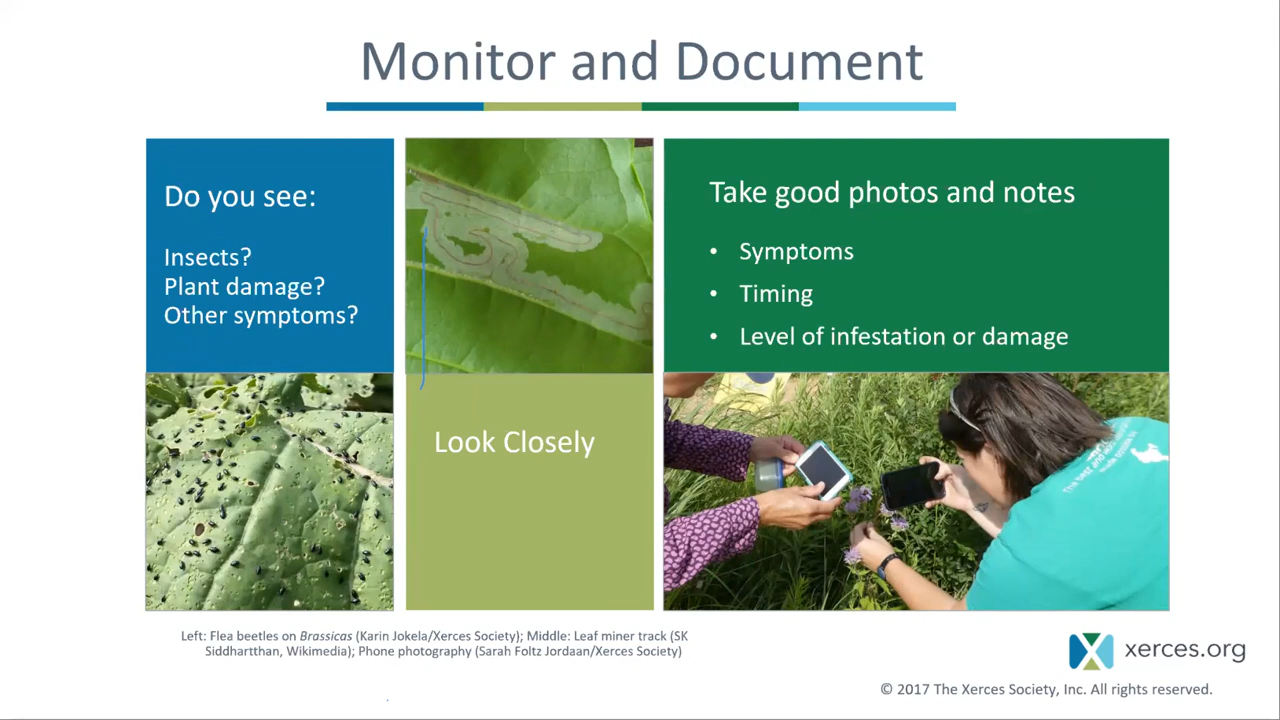 Monitor and Document
Do you see:
Insects?
Plant damage?
Other symptoms?
Look Closely
Take good photos and notes
• Symptoms
• Timing
• Level of infestation or damage
Left: Flea beetles on Brassicas (Karin Jokela/Xerces Society); Middle: Leaf miner track (SK
Siddhartthan, Wikimedia); Phone photography (Sarah Foltz Jordaan/Xerces Society)
xerces.org
© 2017 The Xerces Society, Inc. All rights reserved.